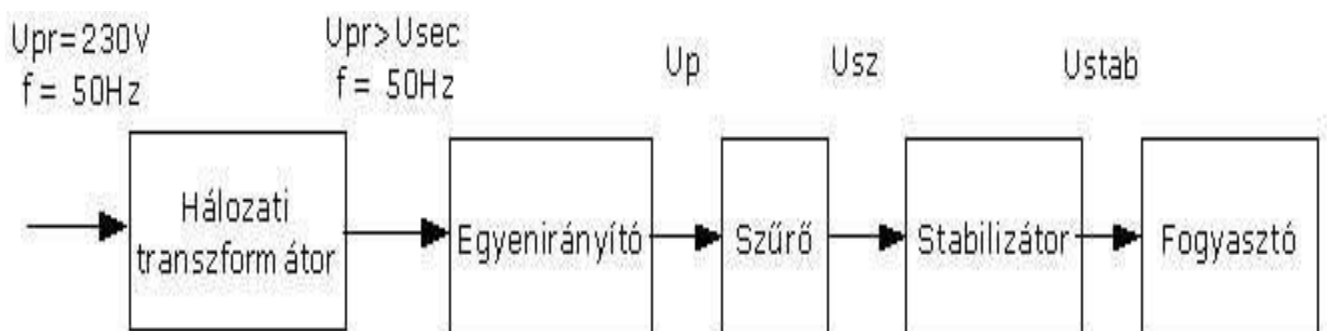 Upr=230V
f = 50Hz
Upr>Usec
f = 50Hz
Up
Usz
Ustab
Hálozati
transzform átor
Egyenirányító
Szűrő
Stabilizátor
Fogyasztó